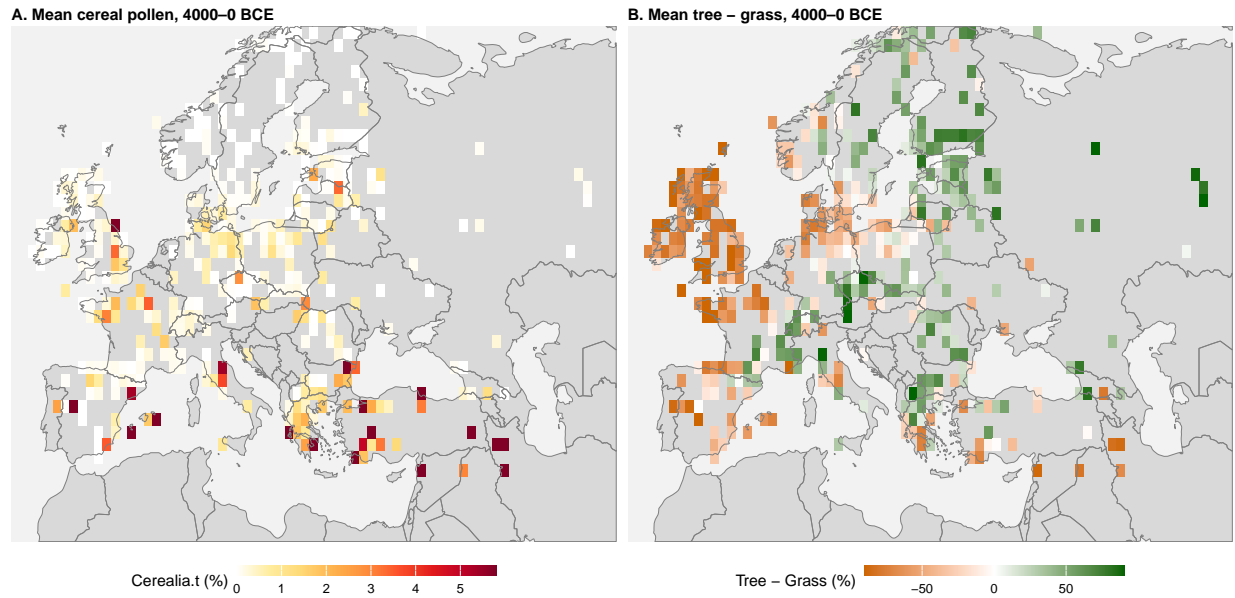 A. Mean cereal pollen, 4000–0 BCE
B. Mean tree − grass, 4000–0 BCE
Cerealia.t (%)
0 1 2 3 4 5
Tree − Grass (%)
−50 0 50